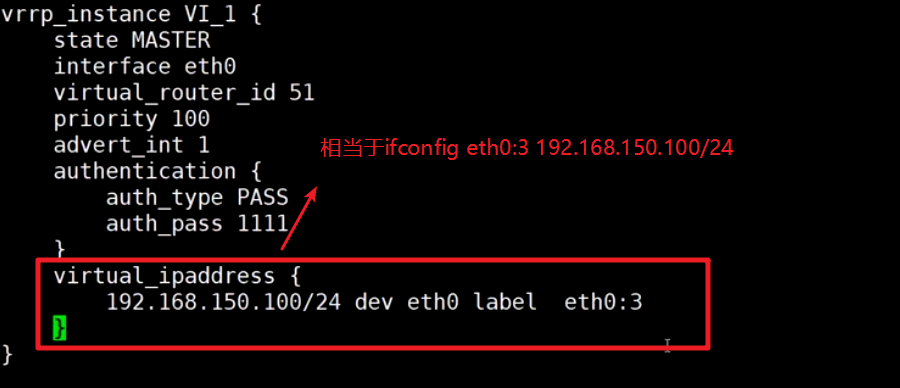 vrrp_instance VI_1 {
    state MASTER
    interface eth0
    virtual_router_id 51
    priority 100
    advert_int 1
相当于ifconfig eth0:3 192.168.150.100/24
    authentication {
        auth_type PASS
        auth_pass 1111
    }
    virtual_ipaddress {
        192.168.150.100/24 dev eth0 label  eth0:3
    }
}